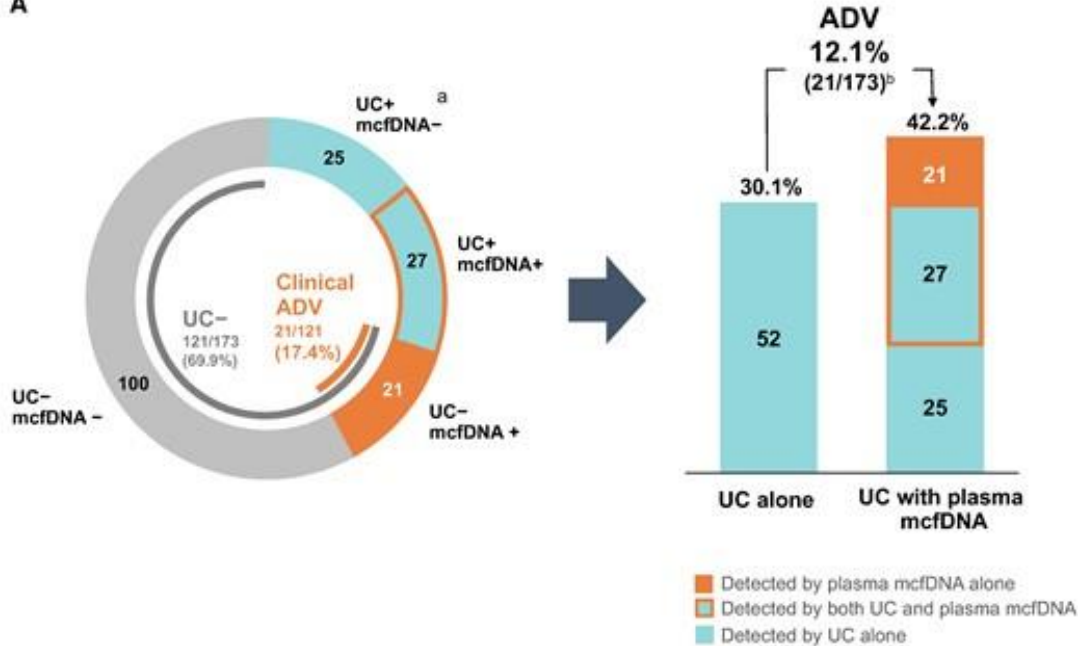 A
UC+
mcfDNA−
a
25
UC+
mcfDNA+
27
Clinical
ADV
21/121
(17.4%)
UC−
121/173
(69.9%)
100
21
UC−
mcfDNA −
UC−
mcfDNA +
ADV
12.1%
(21/173)b
42.2%
30.1%
21
27
52
25
UC alone
UC with plasma
mcfDNA
Detected by plasma mcfDNA alone
Detected by both UC and plasma mcfDNA
Detected by UC alone